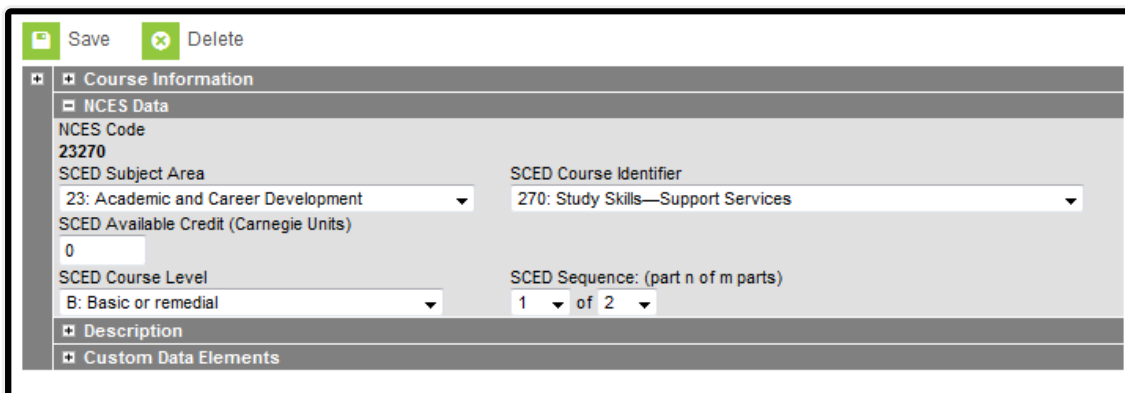 Save Delete
Course Information
NCES Data
NCES Code
23270
SCED Subject Area SCED Course Identifier
23: Academic and Career Development 270: Study Skills—Support Services
SCED Available Credit (Carnegie Units)
0
SCED Course Level SCED Sequence: (part n of m parts)
B: Basic or remedial 1 of 2
Description
Custom Data Elements